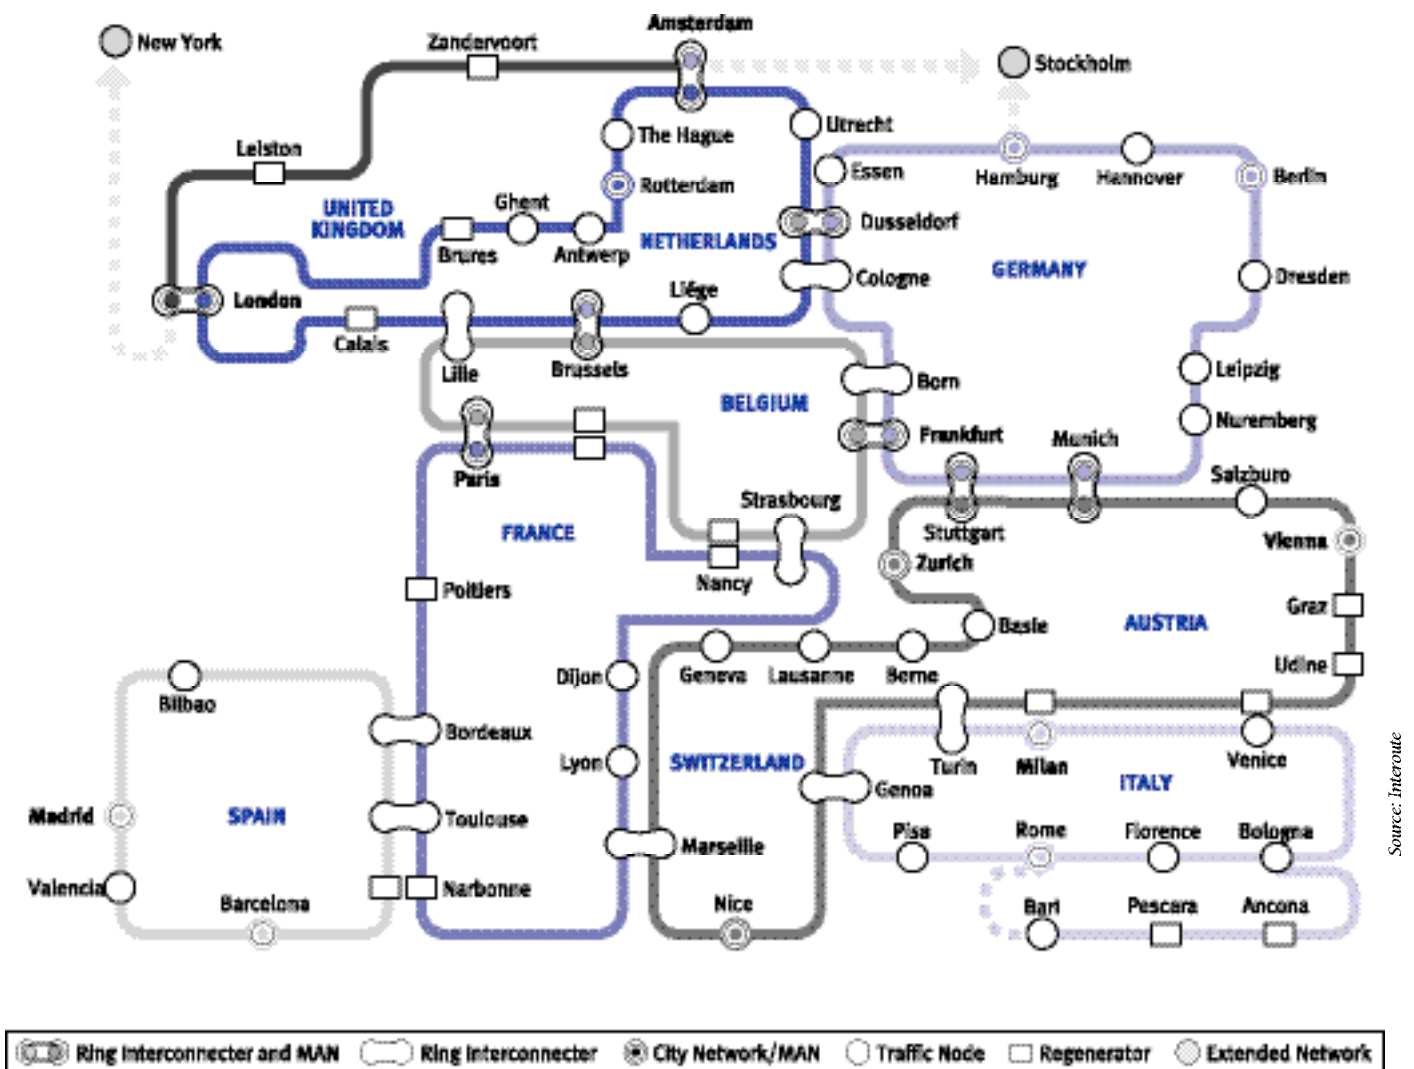 Amsterdam
New York
Zandervoort
Stockholm
The Hague
Utrecht
Leiston
Essen
Hamburg
Hannover
Berlin
Rotterdam
UNITED
KINGDOM
Ghent
Dusseldorf
Bruges
Antwerp
NETHERLANDS
Cologne
GERMANY
Dresden
London
Liége
Calais
Lille
Brussels
Leipzig
Bonn
BELGIUM
Nuremberg
Frankfurt
Munich
Paris
Salzburg
Strasbourg
FRANCE
Stuttgart
Vienna
Zurich
Nancy
Poitiers
Graz
Basle
AUSTRIA
Udine
Dijon
Geneva
Lausanne
Berne
Bilbao
Bordeaux
Lyon
SWITZERLAND
Turin
Milan
Venice
ITALY
Genoa
Madrid
SPAIN
Toulouse
Marseille
Pisa
Rome
Florence
Bologna
Valencia
Barcelona
Narbonne
Nice
Bari
Pescara
Ancona
Source: Interoute
Ring Interconnecter and MAN
Ring Interconnecter
City Network/MAN
Traffic Node
Regenerator
Extended Network